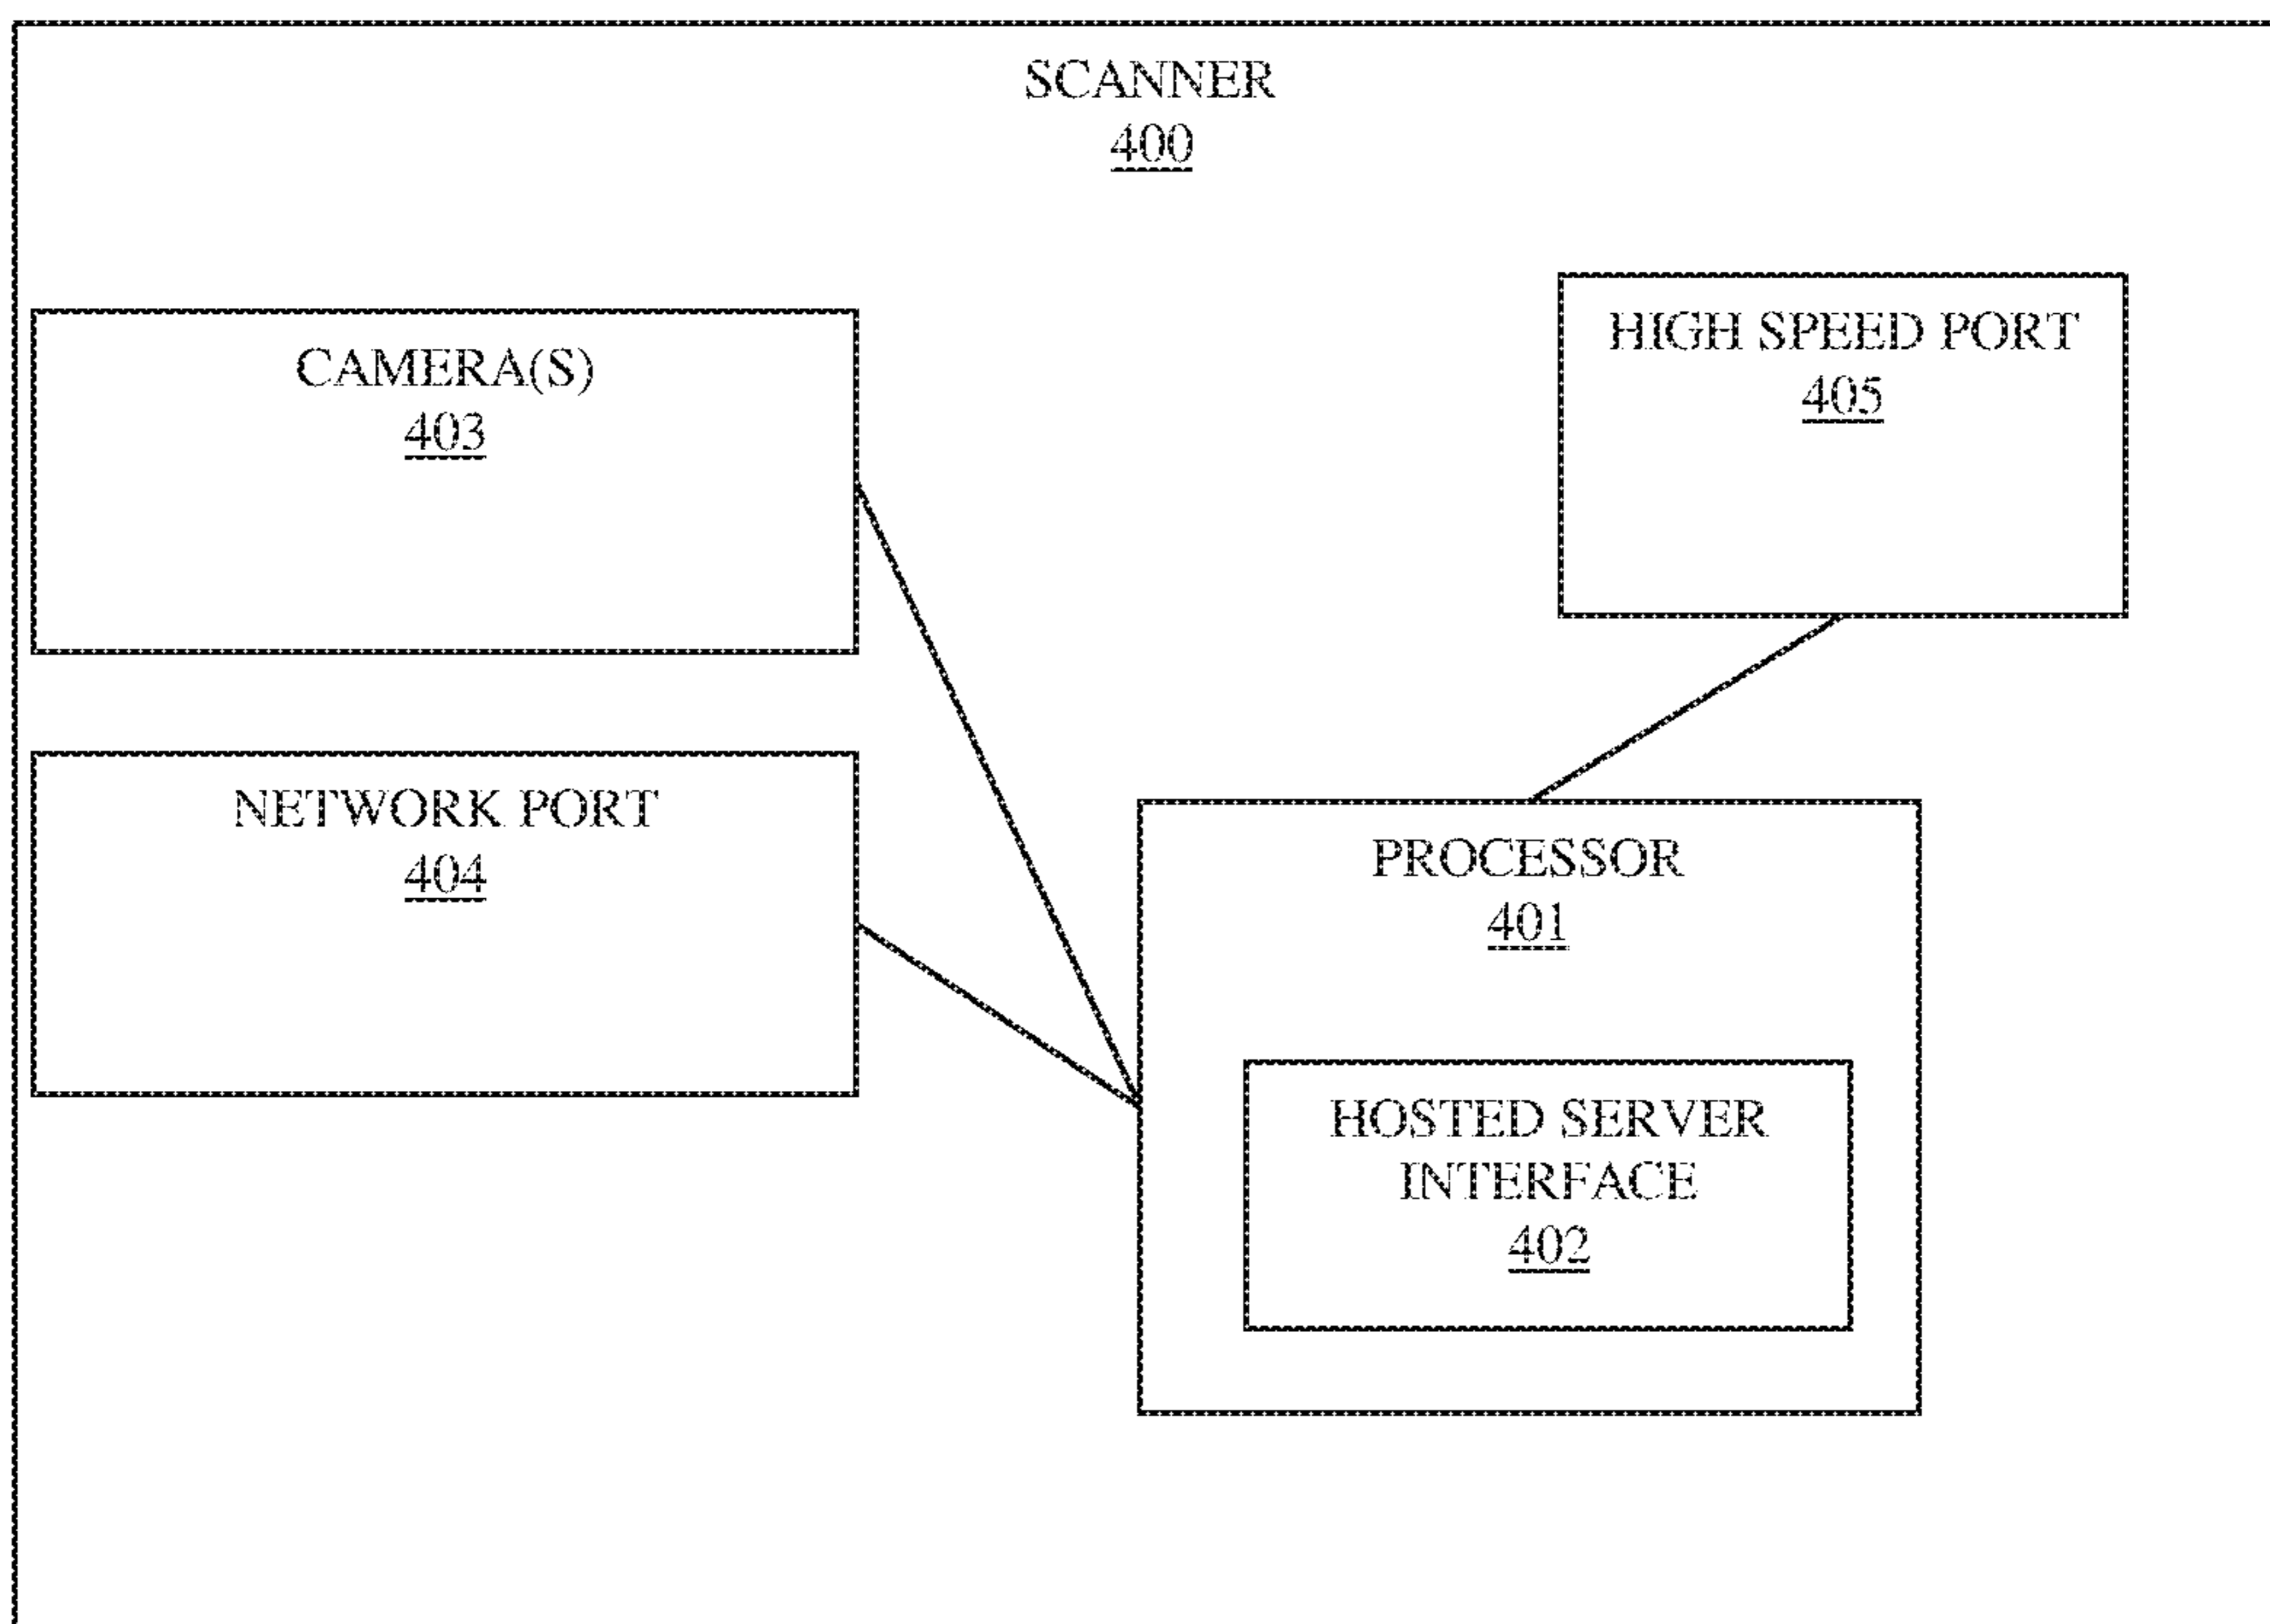 SCANNER
400
CAMERA(S)
403
HIGH SPEED PORT
405
NETWORK PORT
404
PROCESSOR
401
HOSTED SERVER
INTERFACE
402